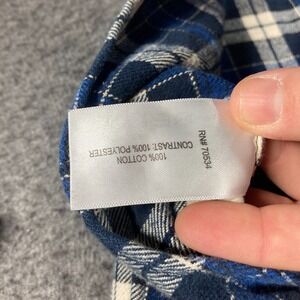 RN# 70534
100% COTTON
CONTRAST: 100% POLYESTER